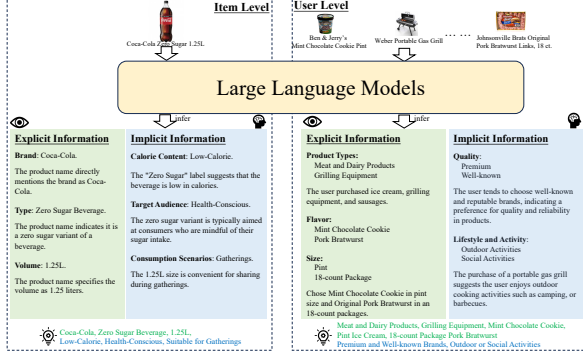 Item Level
User Level
Coca-Cola Zero Sugar 1.25L
Ben & Jerry's
Mint Chocolate Cookie Pint
Weber Portable Gas Grill
... ...
Johnsonville Brats Original
Pork Bratwurst Links, 18 ct.
Large Language Models
infer
infer
Explicit Information
Brand: Coca-Cola.
The product name directly
mentions the brand as Coca-
Cola.
Type: Zero Sugar Beverage.
The product name indicates it
is a zero sugar variant of a
beverage.
Volume: 1.25L.
The product name specifies the
volume as 1.25 liters.
Implicit Information
Calorie Content: Low-Calorie.
The "Zero Sugar" label suggests that the
beverage is low in calories.
Target Audience: Health-Conscious.
The zero sugar variant is typically aimed
at consumers who are mindful of their
sugar intake.
Consumption Scenarios: Gatherings.
The 1.25L size is convenient for sharing
during gatherings.
Coca-Cola, Zero Sugar Beverage, 1.25L,
Low-Calorie, Health-Conscious, Suitable for Gatherings
Explicit Information
Product Types:
Meat and Dairy Products
Grilling Equipment
The user purchased ice cream, grilling
equipment, and sausages.
Flavor:
Mint Chocolate Cookie
Pork Bratwurst
Size:
Pint
18-count Package
Chose Mint Chocolate Cookie in pint
size and Original Pork Bratwurst in an
18-count packages.
Implicit Information
Quality:
Premium
Well-known
The user tends to choose well-known
and reputable brands, indicating a
preference for quality and reliability
in products.
Lifestyle and Activity:
Outdoor Activities
Social Activities
The purchase of a portable gas grill
suggests the user enjoys outdoor
cooking activities such as camping, or
barbecues.
Meat and Dairy Products, Grilling Equipment, Mint Chocolate Cookie,
Pint Ice Cream, 18-count Package Pork Bratwurst
Premium and Well-known Brands, Outdoor or Social Activities